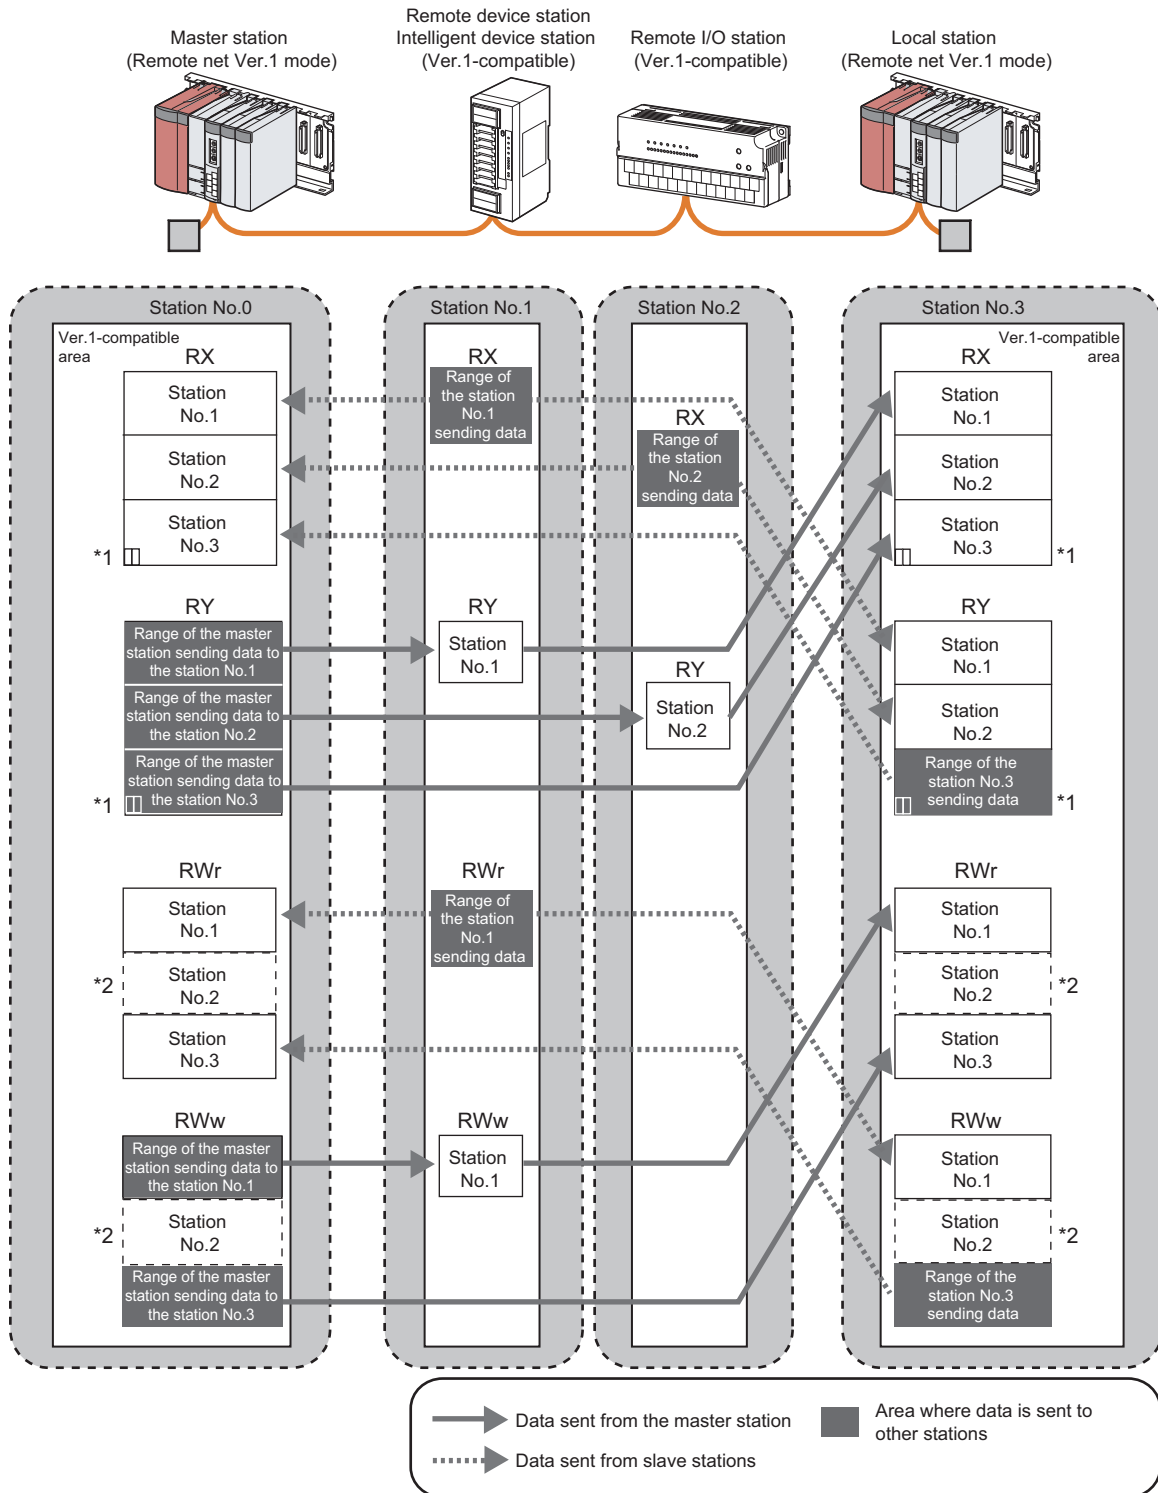 Master station
(Remote net Ver.1 mode)
Remote device station
Intelligent device station
(Ver.1-compatible)
Remote I/O station
(Ver.1-compatible)
Local station
(Remote net Ver.1 mode)
Station No.0
Ver.1-compatible
area
RX
Station
No.1
Station
No.2
Station
No.3
*1
RY
Range of the master
station sending data to
the station No.1
Range of the master
station sending data to
the station No.2
Range of the master
station sending data to
the station No.3
*1
RWr
Station
No.1
*2
Station
No.2
Station
No.3
RWw
Range of the master
station sending data to
the station No.1
*2
Station
No.2
Range of the master
station sending data to
the station No.3
Station No.1
RX
Range of
the station
No.1
sending data
RY
Station
No.1
RWr
Range of
the station
No.1
sending data
RWw
Station
No.1
Station No.2
RX
Range of
the station
No.2
sending data
RY
Station
No.2
Station No.3
Ver.1-compatible
area
RX
Station
No.1
Station
No.2
Station
No.3
*1
RY
Station
No.1
Station
No.2
Range of the
station No.3
sending data
*1
RWr
Station
No.1
Station
No.2
*2
Station
No.3
RWw
Station
No.1
Station
No.2
*2
Range of the
station No.3
sending data
Data sent from the master station
Data sent from slave stations
Area where data is sent to
other stations